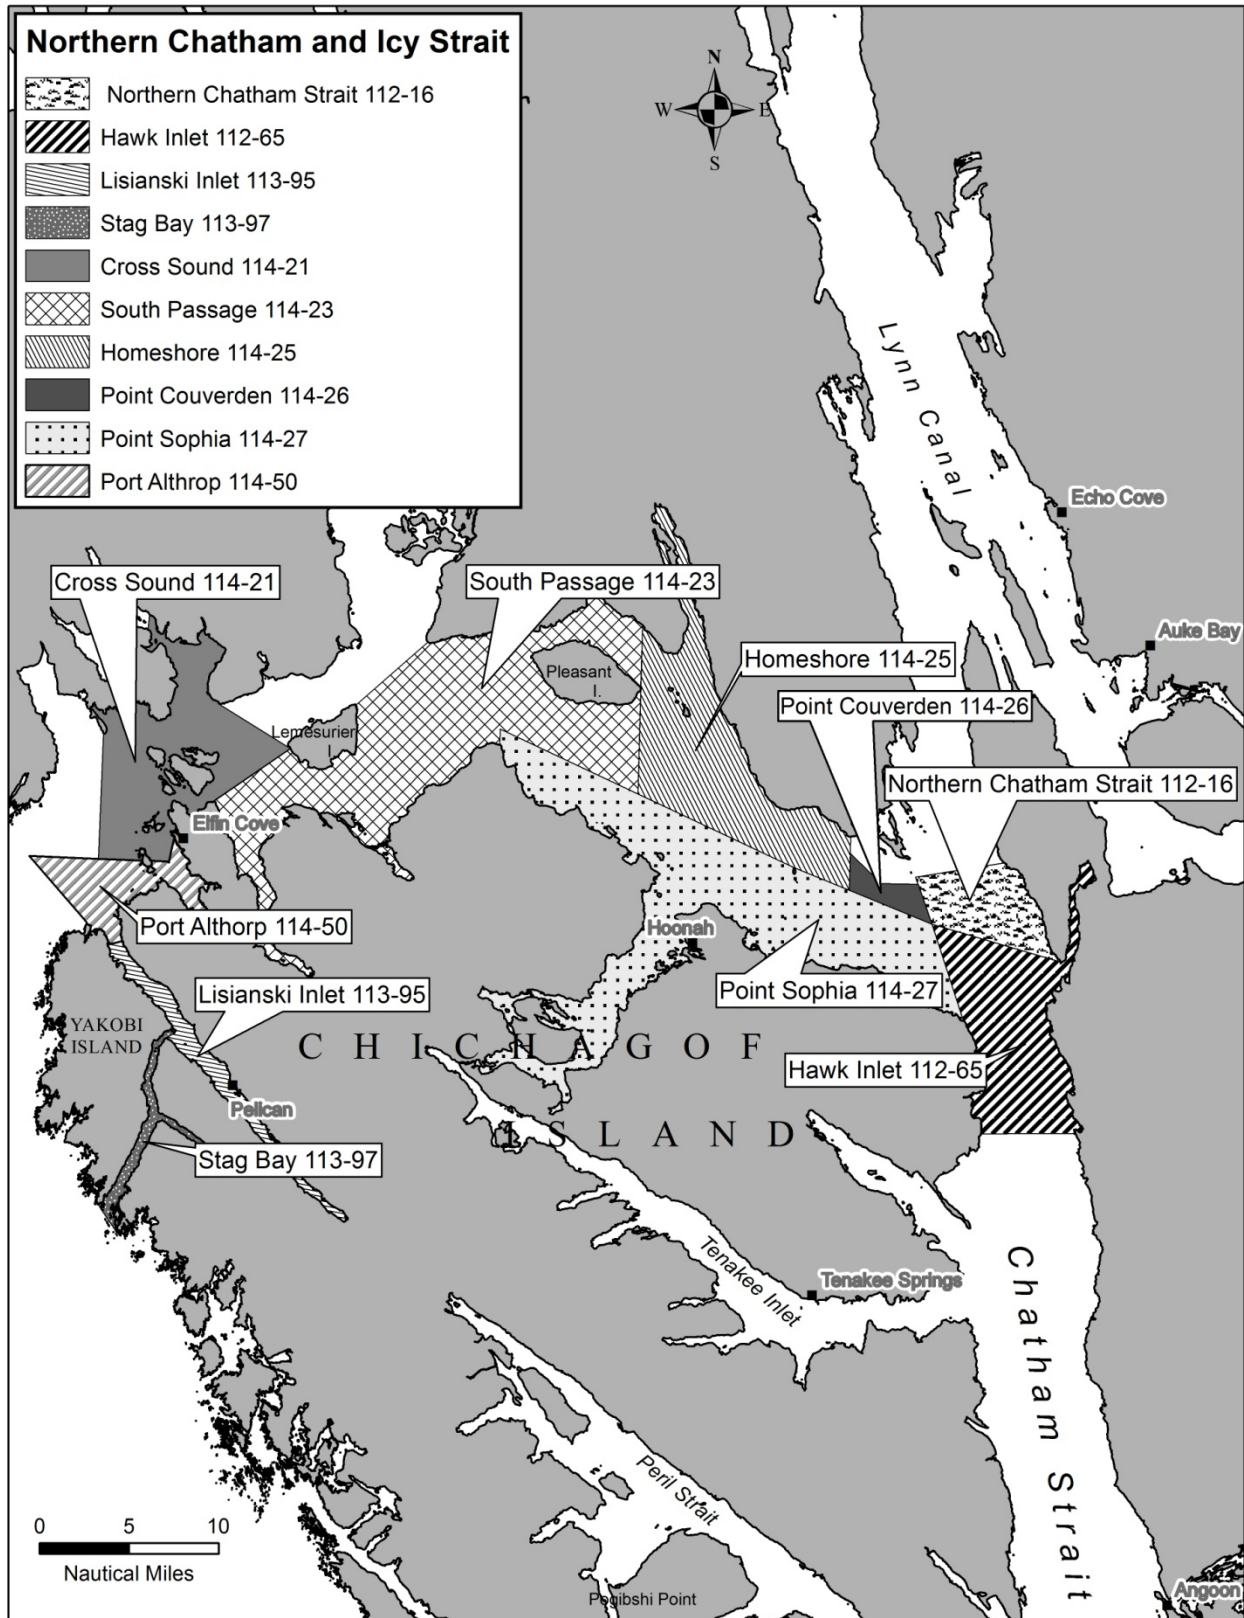 Northern Chatham and Icy Strait
Northern Chatham Strait 112-16
Hawk Inlet 112-65
Lisianski Inlet 113-95
Stag Bay 113-97
Cross Sound 114-21
South Passage 114-23
Homeshore 114-25
Point Couverden 114-26
Point Sophia 114-27
Port Althrop 114-50
N
W E
S
Lynn Canal
Echo Cove
Cross Sound 114-21
South Passage 114-23
Auke Bay
Homeshore 114-25
Pleasant
I.
Point Couverden 114-26
Lemesurier
I.
Northern Chatham Strait 112-16
Elfin Cove
Port Althorp 114-50
Hoonah
Point Sophia 114-27
Lisianski Inlet 113-95
YAKOBI
ISLAND
CHICHAGOF
ISLAND
Hawk Inlet 112-65
Pelican
Stag Bay 113-97
Tenakee Inlet
Tenakee Springs
Chatham Strait
Peril Strait
0 5 10
Nautical Miles
Pogibshi Point
Angoon